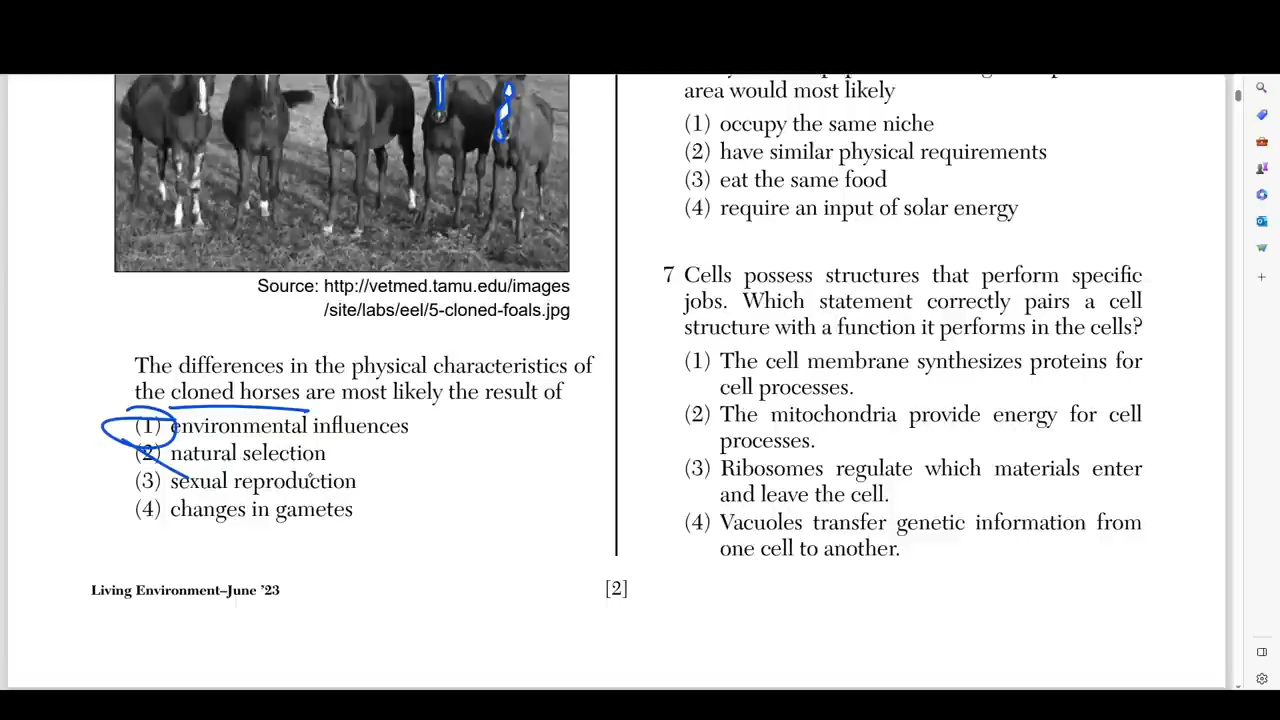 Source: http://vetmed.tamu.edu/images
/site/labs/eel/5-cloned-foals.jpg
The differences in the physical characteristics of
the cloned horses are most likely the result of
(1) environmental influences
(2) natural selection
(3) sexual reproduction
(4) changes in gametes
area would most likely
(1) occupy the same niche
(2) have similar physical requirements
(3) eat the same food
(4) require an input of solar energy
7 Cells possess structures that perform specific
jobs. Which statement correctly pairs a cell
structure with a function it performs in the cells?
(1) The cell membrane synthesizes proteins for
cell processes.
(2) The mitochondria provide energy for cell
processes.
(3) Ribosomes regulate which materials enter
and leave the cell.
(4) Vacuoles transfer genetic information from
one cell to another.
Living Environment–June ’23
[2]